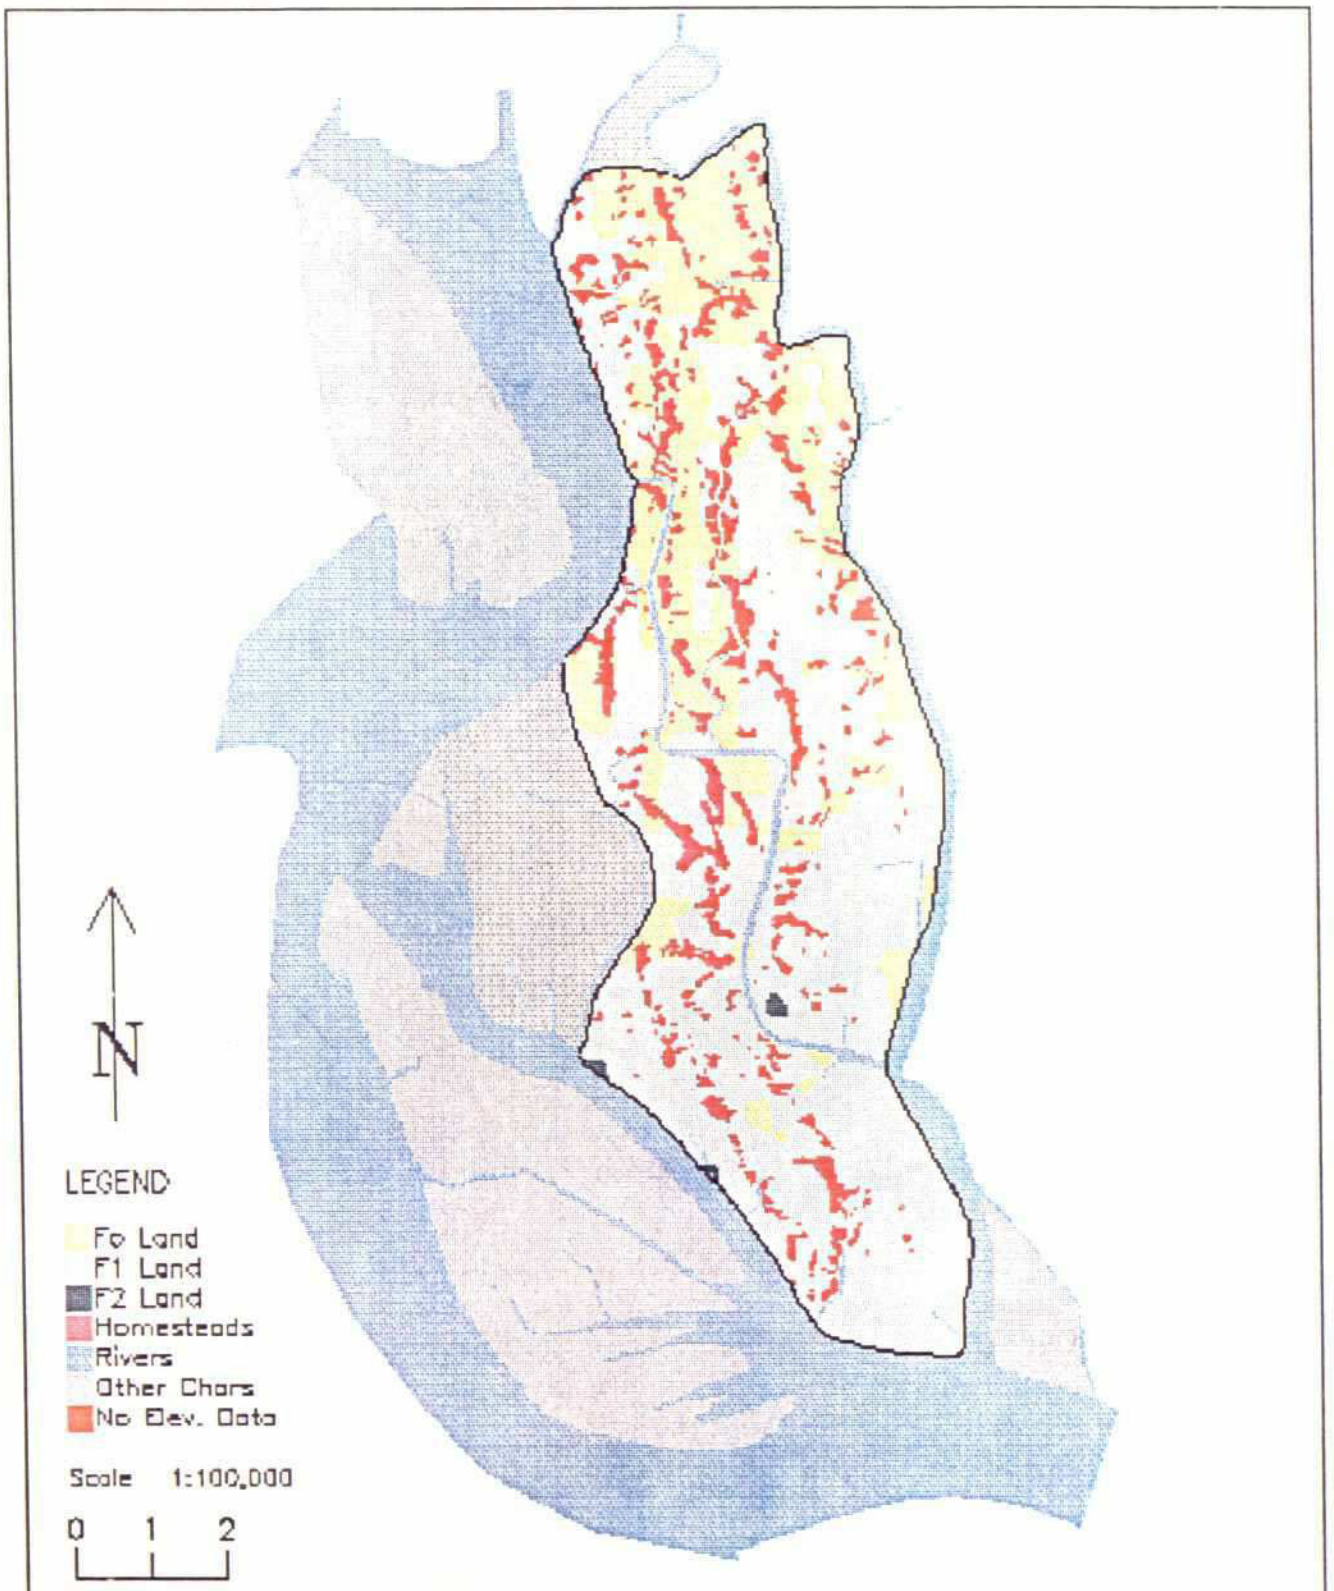 N
LEGEND
Fo Land
F1 Land
F2 Land
Homesteads
Rivers
Other Chars
No Elev. Data
Scale 1:100,000
0 1 2